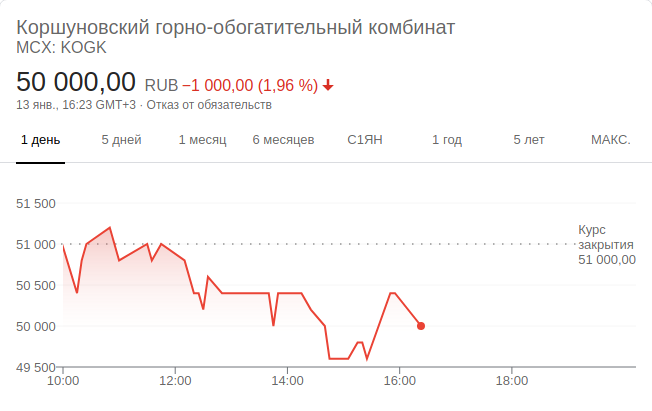 Коршуновский горно-обогатительный комбинат
MCX: KOGK
50 000,00 RUB −1 000,00 (1,96 %)
13 янв., 16:23 GMT+3 · Отказ от обязательств
1 день 5 дней 1 месяц 6 месяцев С1ЯН 1 год 5 лет МАКС.
51 500
51 000
50 500
50 000
49 500
Курс
закрытия
51 000,00
10:00 12:00 14:00 16:00 18:00